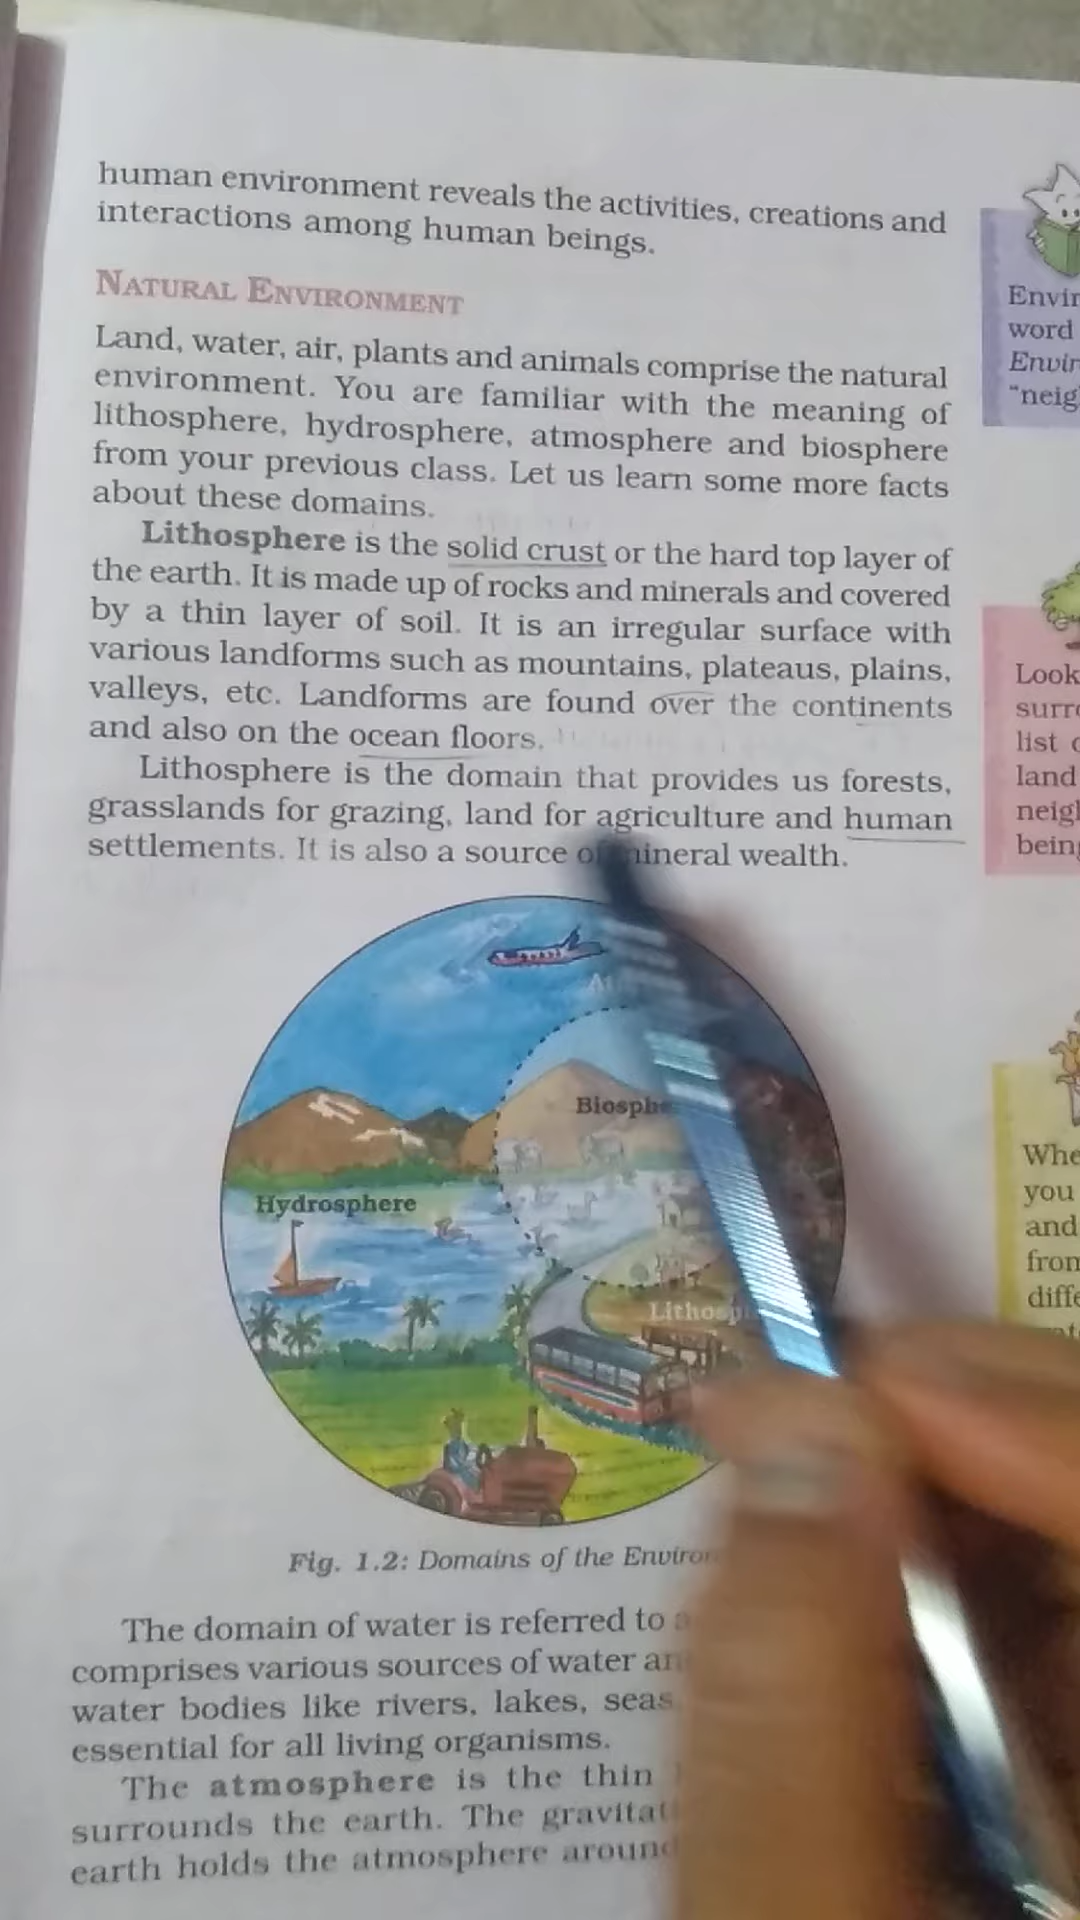 human environment reveals the activities, creations and
interactions among human beings.
NATURAL ENVIRONMENT
Land, water, air, plants and animals comprise the natural
environment. You are familiar with the meaning of
lithosphere, hydrosphere, atmosphere and biosphere
from your previous class. Let us learn some more facts
about these domains.
Lithosphere is the solid crust or the hard top layer of
the earth. It is made up of rocks and minerals and covered
by a thin layer of soil. It is an irregular surface with
various landforms such as mountains, plateaus, plains,
valleys, etc. Landforms are found over the continents
and also on the ocean floors.
Lithosphere is the domain that provides us forests,
grasslands for grazing, land for agriculture and human
settlements. It is also a source of mineral wealth.
Hydrosphere
Fig. 1.2: Domains of the
The domain of water is referred to
comprises various sources of water
water bodies like rivers, lakes, seas
essential for all living organisms.
The atmosphere is the thin
surrounds the earth. The
earth holds the atmosphere
word
Look
list
land
you
and